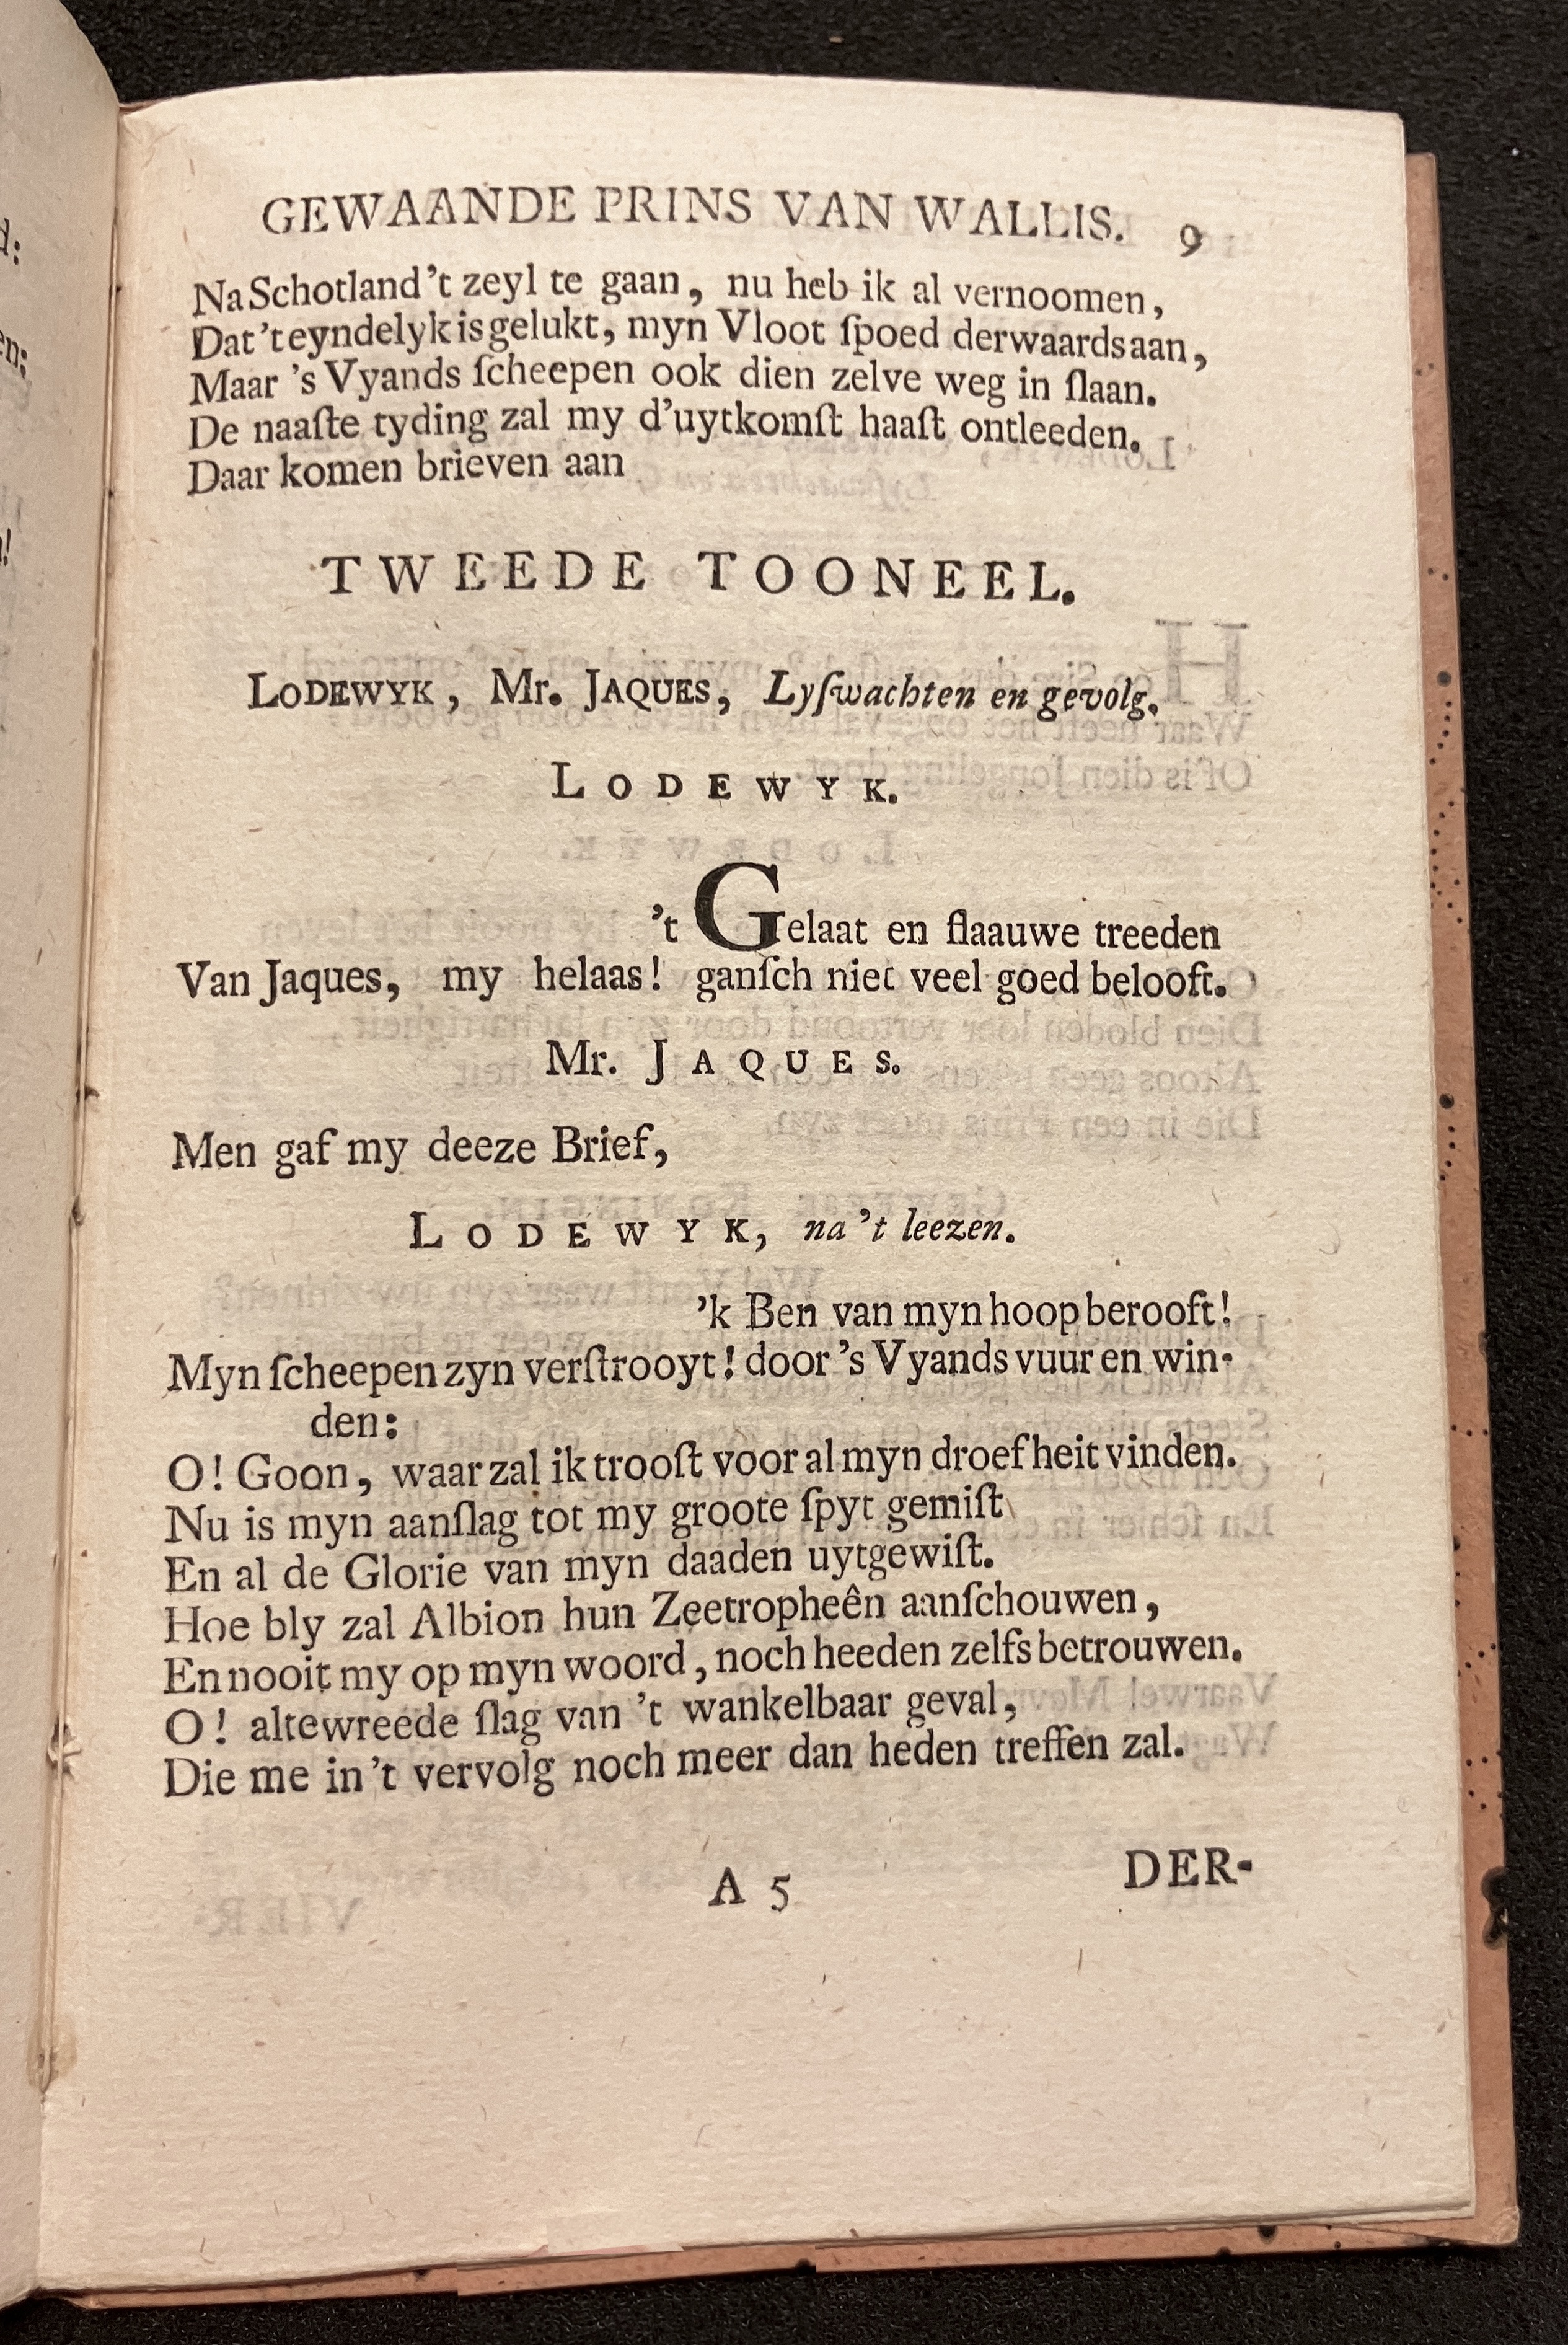 GEWAANDE PRINS VAN WALLIS. 9
Na Schotland 't zeyl te gaan, nu heb ik al vernoomen,
Dat 't eyndelyk is gelukt, myn Vloot ſpoed derwaards aan,
Maar 's Vyands ſcheepen ook dien zelve weg in ſlaan.
De naaſte tyding zal my d'uytkomſt haaſt ontleeden.
Daar komen brieven aan
TWEEDE TOONEEL.
LODEWYK, Mr. JAQUES, Lyfwachten en gevolg.
LODEWYK.
't Gelaat en flaauwe treeden
Van Jaques, my helaas! ganſch niet veel goed belooft.
Mr. JAQUES.
Men gaf my deeze Brief,
LODEWYK, na 't leezen.
'k Ben van myn hoop berooft!
Myn ſcheepen zyn verſtrooyt! door 's Vyands vuur en win-
den:
O! Goon, waar zal ik trooſt voor al myn droefheit vinden.
Nu is myn aanſlag tot my groote ſpyt gemiſt
En al de Glorie van myn daaden uytgewiſt.
Hoe bly zal Albion hun Zeetropheên aanſchouwen,
En nooit my op myn woord, noch heeden zelfs betrouwen.
O! altewreede ſlag van 't wankelbaar geval,
Die me in 't vervolg noch meer dan heden treffen zal.
A 5 DER-